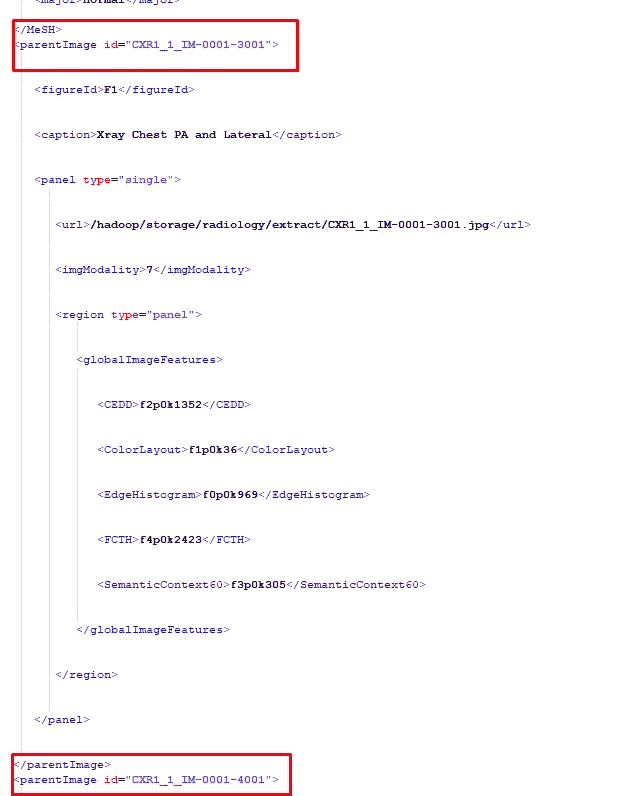 <major>normal</major>
</MeSH>
<parentImage id="CXR1_1_IM-0001-3001">
<figureId>F1</figureId>
<caption>Xray Chest PA and Lateral</caption>
<panel type="single">
<url>/hadoop/storage/radiology/extract/CXR1_1_IM-0001-3001.jpg</url>
<imgModality>7</imgModality>
<region type="panel">
<globalImageFeatures>
<CEDD>f2p0k1352</CEDD>
<ColorLayout>f1p0k36</ColorLayout>
<EdgeHistogram>f0p0k969</EdgeHistogram>
<FCTH>f4p0k2423</FCTH>
<SemanticContext60>f3p0k305</SemanticContext60>
</globalImageFeatures>
</region>
</panel>
</parentImage>
<parentImage id="CXR1_1_IM-0001-4001">